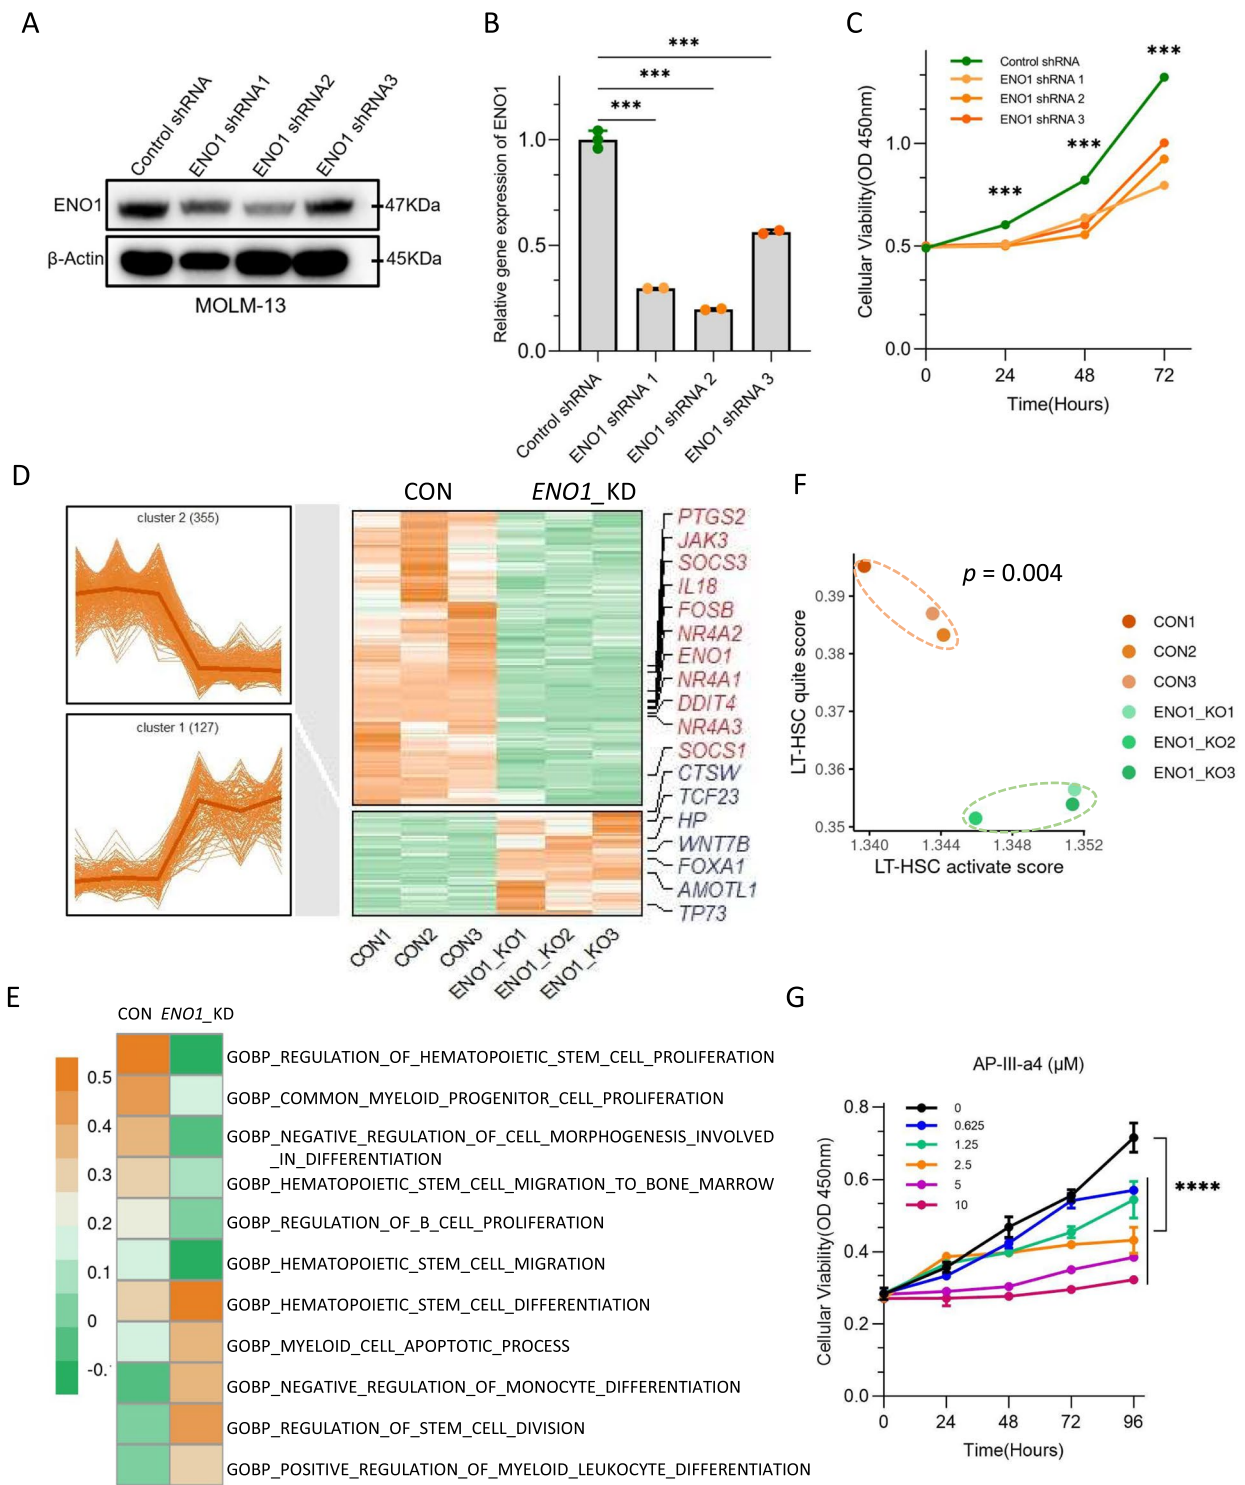 A
Control shRNA
ENO1 shRNA1
ENO1 shRNA2
ENO1 shRNA3
ENO1
47KDa
β-Actin
45KDa
MOLM-13
B
***
***
***
Relative gene expression of ENO1
1.0
0.5
0.0
Control shRNA
ENO1 shRNA 1
ENO1 shRNA 2
ENO1 shRNA 3
C
Control shRNA
ENO1 shRNA 1
ENO1 shRNA 2
ENO1 shRNA 3
***
***
***
Cellular Viability(OD 450nm)
1.0
0.5
0.0
0 24 48 72
Time(Hours)
D
cluster 2 (355)
cluster 1 (127)
CON ENO1_KD
PTGS2
JAK3
SOCS3
IL18
FOSB
NR4A2
ENO1
NR4A1
DDIT4
NR4A3
SOCS1
CTSW
TCF23
HP
WNT7B
FOXA1
AMOTL1
TP73
CON1
CON2
CON3
ENO1_KO1
ENO1_KO2
ENO1_KO3
F
p = 0.004
LT-HSC quite score
0.39
0.38
0.37
0.36
0.35
1.340 1.344 1.348 1.352
LT-HSC activate score
CON1
CON2
CON3
ENO1_KO1
ENO1_KO2
ENO1_KO3
E
CON ENO1_KD
0.5
0.4
0.3
0.2
0.1
0
-0.
GOBP_REGULATION_OF_HEMATOPOIETIC_STEM_CELL_PROLIFERATION
GOBP_COMMON_MYELOID_PROGENITOR_CELL_PROLIFERATION
GOBP_NEGATIVE_REGULATION_OF_CELL_MORPHOGENESIS_INVOLVED
_IN_DIFFERENTIATION
GOBP_HEMATOPOIETIC_STEM_CELL_MIGRATION_TO_BONE_MARROW
GOBP_REGULATION_OF_B_CELL_PROLIFERATION
GOBP_HEMATOPOIETIC_STEM_CELL_MIGRATION
GOBP_HEMATOPOIETIC_STEM_CELL_DIFFERENTIATION
GOBP_MYELOID_CELL_APOPTOTIC_PROCESS
GOBP_NEGATIVE_REGULATION_OF_MONOCYTE_DIFFERENTIATION
GOBP_REGULATION_OF_STEM_CELL_DIVISION
GOBP_POSITIVE_REGULATION_OF_MYELOID_LEUKOCYTE_DIFFERENTIATION
G
AP-III-a4 (μM)
0
0.625
1.25
2.5
5
10
****
Cellular Viability(OD 450nm)
0.8
0.6
0.4
0.2
0.0
0 24 48 72 96
Time(Hours)